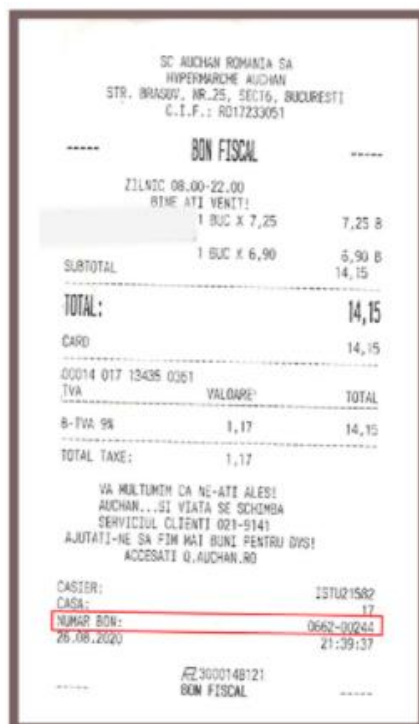 SC AUCHAN ROMANIA SA
HYPERMARCHE AUCHAN
STR. BRASOV, NR.25, SECT6, BUCURESTI
C.I.F.: RO17233051
----- BON FISCAL -----
ZILNIC 08.00-22.00
BINE ATI VENIT!
1 BUC X 7,25 7,25 B
1 BUC X 6,90 6,90 B
SUBTOTAL 14,15
TOTAL: 14,15
CARD 14,15
00014 017 13435 0361
TVA VALOARE TOTAL
B-TVA 9% 1,17 14,15
TOTAL TAXE: 1,17
VA MULTUMIM CA NE-ATI ALES!
AUCHAN...SI VIATA SE SCHIMBA
SERVICIUL CLIENTI 021-9141
AJUTATI-NE SA FIM MAI BUNI PENTRU DVS!
ACCESATI Q.AUCHAN.RO
CASIER: ISTU21582
CASA: 17
NUMAR BON: 0662-00244
26.08.2020 21:39:37
3000148121
----- BON FISCAL -----